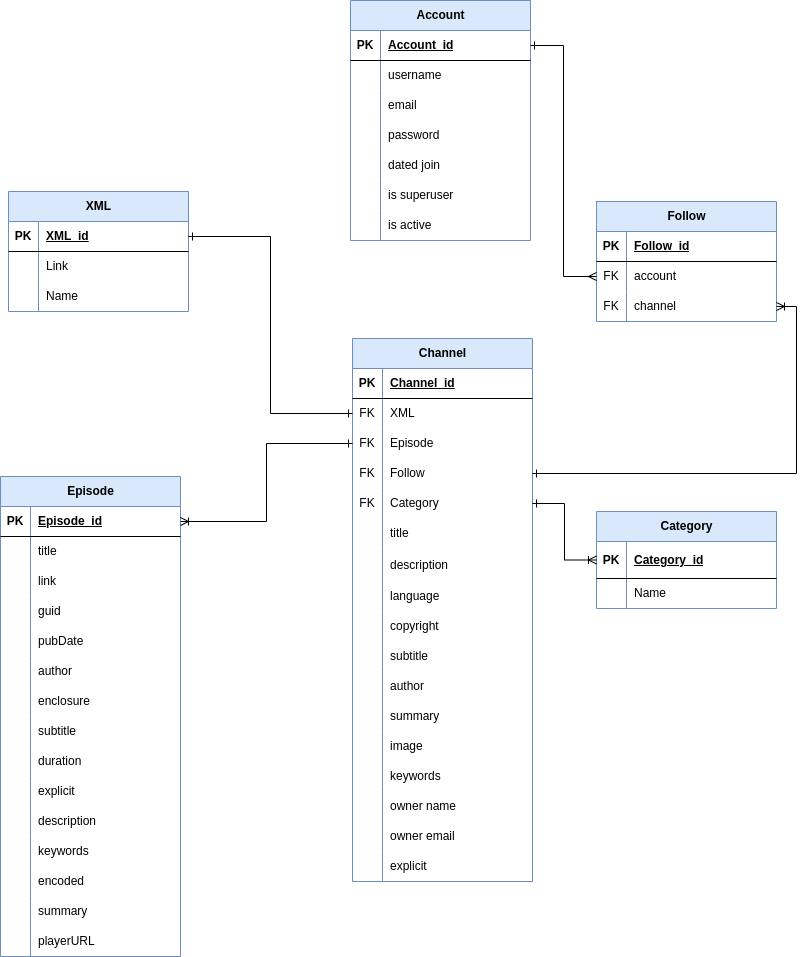 Account
PK Account_id
username
email
password
dated join
is superuser
is active
XML
PK XML_id
Link
Name
Follow
PK Follow_id
FK account
FK channel
Channel
PK Channel_id
FK XML
FK Episode
FK Follow
FK Category
title
description
language
copyright
subtitle
author
summary
image
keywords
owner name
owner email
explicit
Episode
PK Episode_id
title
link
guid
pubDate
author
enclosure
subtitle
duration
explicit
description
keywords
encoded
summary
playerURL
Category
PK Category_id
Name